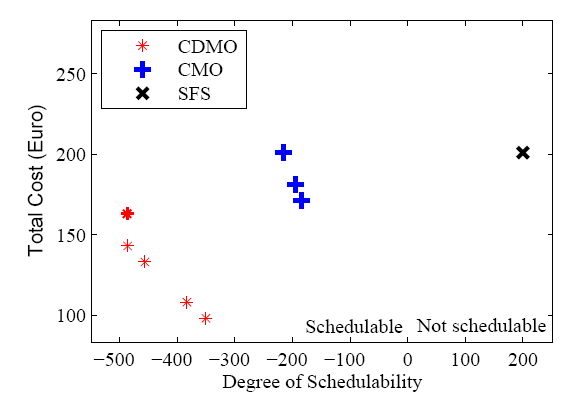 CDMO
CMO
SFS
250
200
150
100
Total Cost (Euro)
Schedulable
Not schedulable
−500
−400
−300
−200
−100
0
100
200
Degree of Schedulability